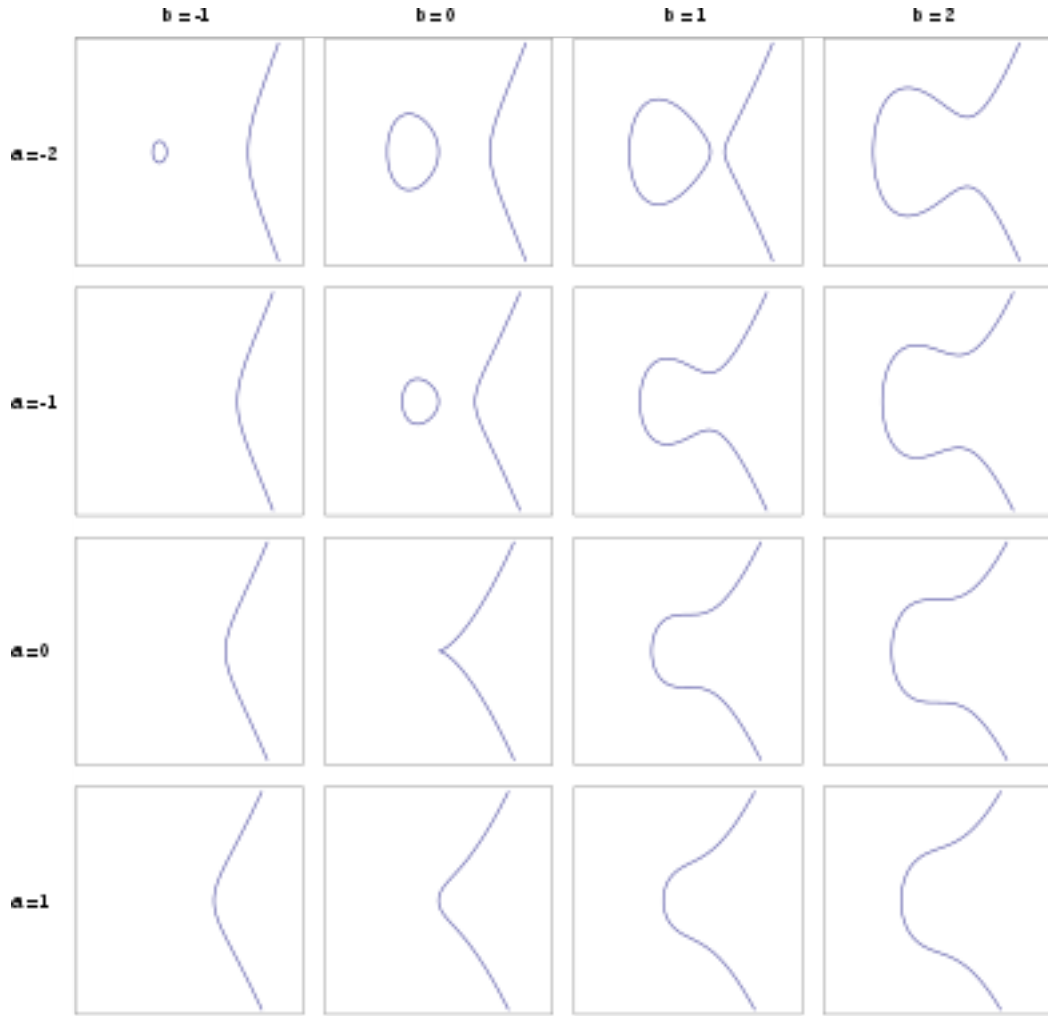 b = -1 b = 0 b = 1 b = 2
a = -2
a = -1
a = 0
a = 1